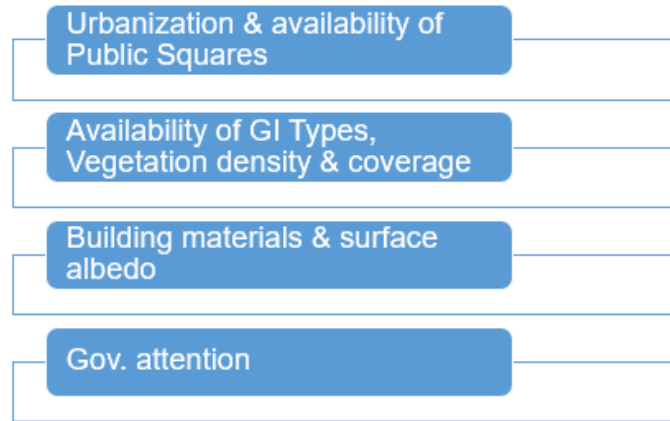 Urbanization & availability of
Public Squares
Availability of GI Types,
Vegetation density & coverage
Building materials & surface
albedo
Gov. attention